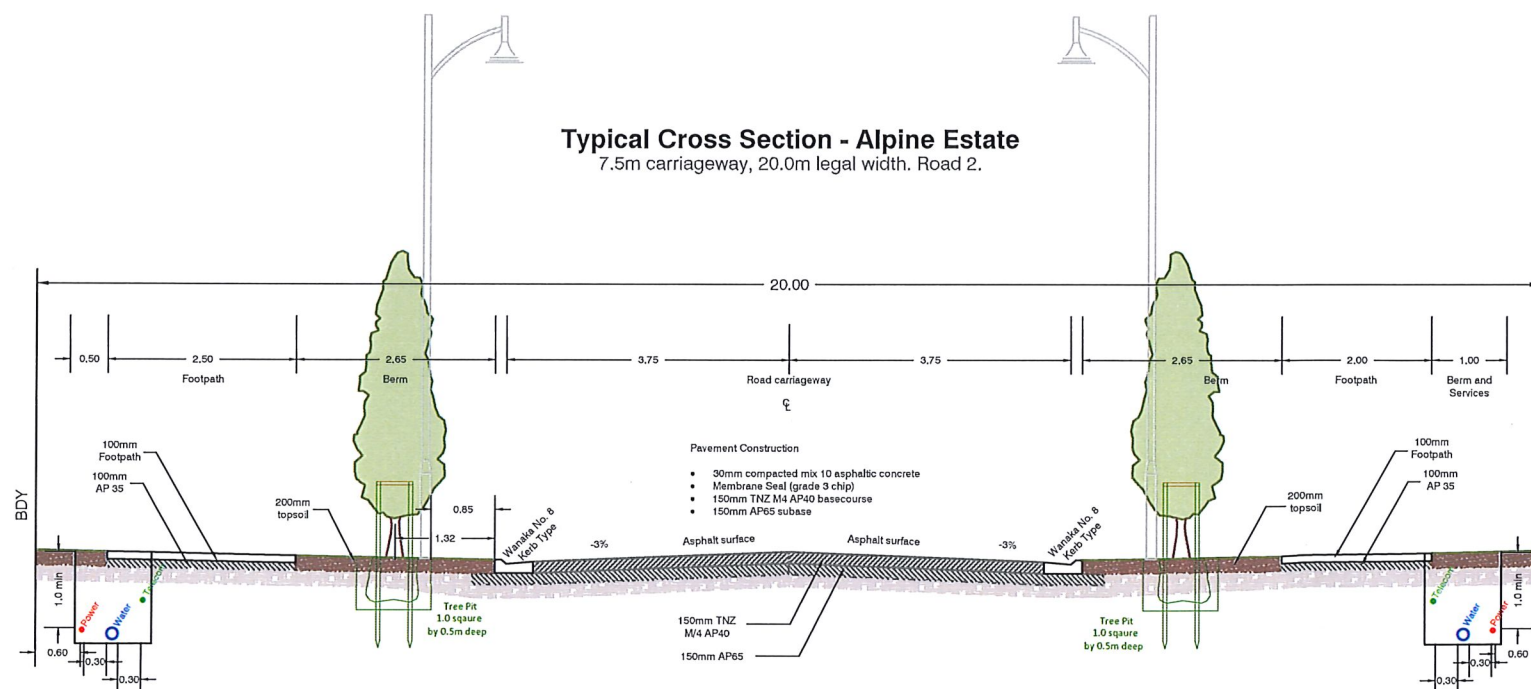 Typical Cross Section - Alpine Estate
7.5m carriageway, 20.0m legal width. Road 2.
20.00
0.50
2.50
2.65
3.75
3.75
2.65
2.00
1.00
Footpath
Berm
Road carriageway
Berm
Footpath
Berm and
Services
℄
100mm
Footpath
100mm
AP 35
200mm
topsoil
0.85
1.32
Pavement Construction
• 30mm compacted mix 10 asphaltic concrete
• Membrane Seal (grade 3 chip)
• 150mm TNZ M4 AP40 basecourse
• 150mm AP65 subase
100mm
Footpath
100mm
AP 35
200mm
topsoil
BDY
Wanaka No. 8
Kerb Type
-3%
Asphalt surface
Asphalt surface
-3%
Wanaka No. 8
Kerb Type
1.0 min
Power
Water
Telecom
0.60
0.30
0.30
Tree Pit
1.0 sqaure
by 0.5m deep
150mm TNZ
M/4 AP40
150mm AP65
Tree Pit
1.0 sqaure
by 0.5m deep
Telecom
Water
Power
1.0 min
0.60
0.30
0.30